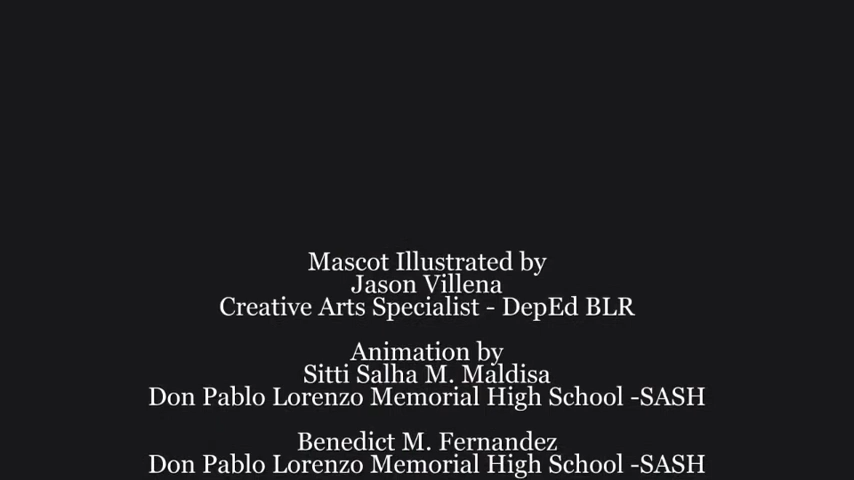 Mascot Illustrated by
Jason Villena
Creative Arts Specialist - DepEd BLR
Animation by
Sitti Salha M. Maldisa
Don Pablo Lorenzo Memorial High School -SASH
Benedict M. Fernandez
Don Pablo Lorenzo Memorial High School -SASH